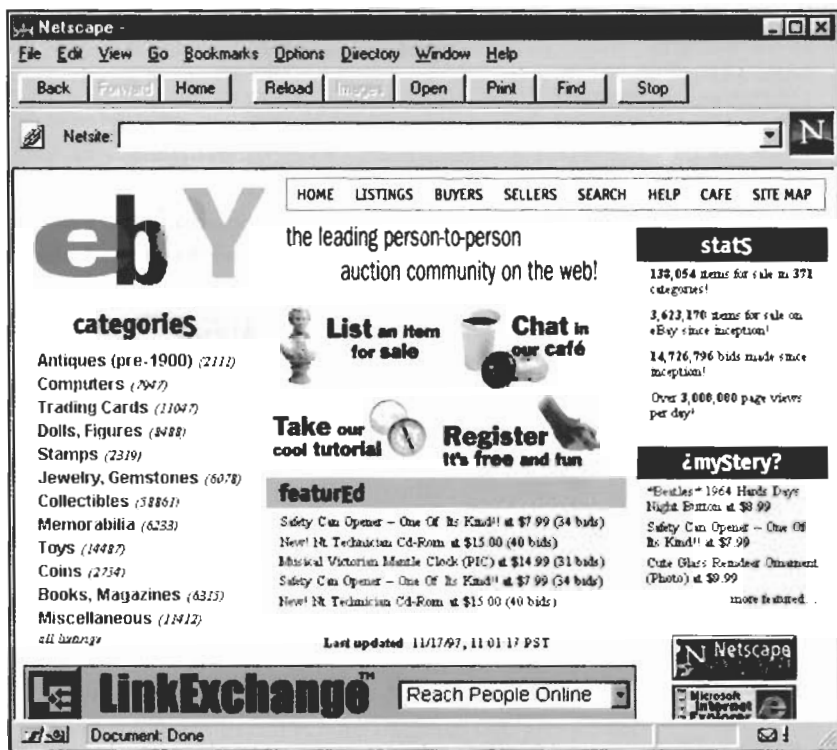 Netscape -
File Edit View Go Bookmarks Options Directory Window Help
Back Forward Home Reload Images Open Print Find Stop
Netsite:
N
ebY
HOME LISTINGS BUYERS SELLERS SEARCH HELP CAFE SITE MAP
the leading person-to-person
auction community on the web!
categorieS
Antiques (pre-1900) (2111)
Computers (7947)
Trading Cards (11047)
Dolls, Figures (8488)
Stamps (2319)
Jewelry, Gemstones (6078)
Collectibles (58861)
Memorabilia (6233)
Toys (14487)
Coins (2754)
Books, Magazines (6315)
Miscellaneous (11412)
all listings
List an item
for sale
Chat in
our café
Take our
cool tutorial
Register
It's free and fun
featurEd
Safety Can Opener -- One Of Its Kind!! at $7.99 (34 bids)
New! Nt Technician Cd-Rom at $15.00 (40 bids)
Musical Victorian Mantle Clock (PIC) at $14.99 (31 bids)
Safety Can Opener -- One Of Its Kind!! at $7.99 (34 bids)
New! Nt Technician Cd-Rom at $15.00 (40 bids)
Last updated 11/17/97, 11:01:17 PST
statS
138,054 items for sale in 371
categories!
3,623,170 items for sale on
eBay since inception!
14,726,796 bids made since
inception!
Over 3,000,000 page views
per day!
¿myStery?
*Beatles* 1964 Hards Days
Night Button at $8.99
Safety Can Opener -- One Of
Its Kind!! at $7.99
Cute Glass Reindeer Ornament
(Photo) at $9.99
more featured...
LE LinkExchange™ Reach People Online
N Netscape
Microsoft
Internet
Explorer
Document: Done